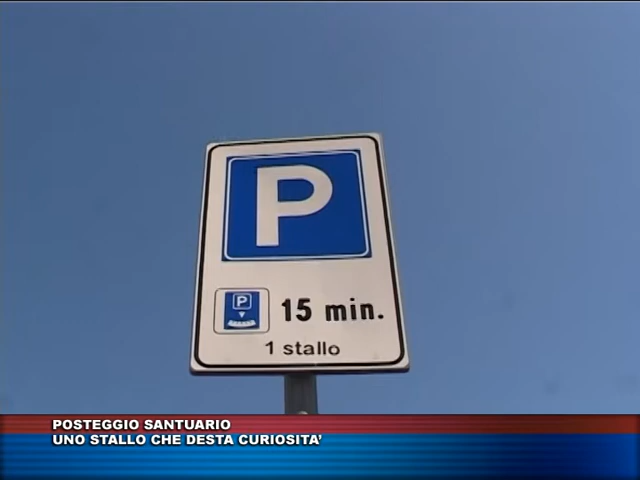 P
P
15 min.
1 stallo
POSTEGGIO SANTUARIO
UNO STALLO CHE DESTA CURIOSITA'